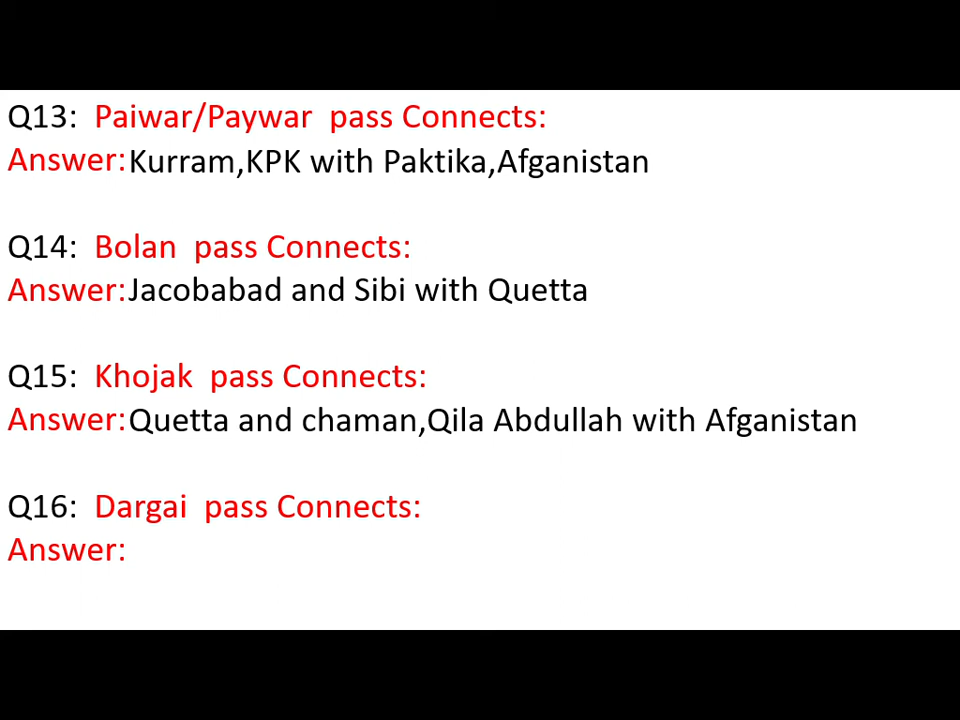 Q13: Paiwar/Paywar pass Connects:
Answer:Kurram,KPK with Paktika,Afganistan
Q14: Bolan pass Connects:
Answer:Jacobabad and Sibi with Quetta
Q15: Khojak pass Connects:
Answer:Quetta and chaman,Qila Abdullah with Afganistan
Q16: Dargai pass Connects:
Answer: